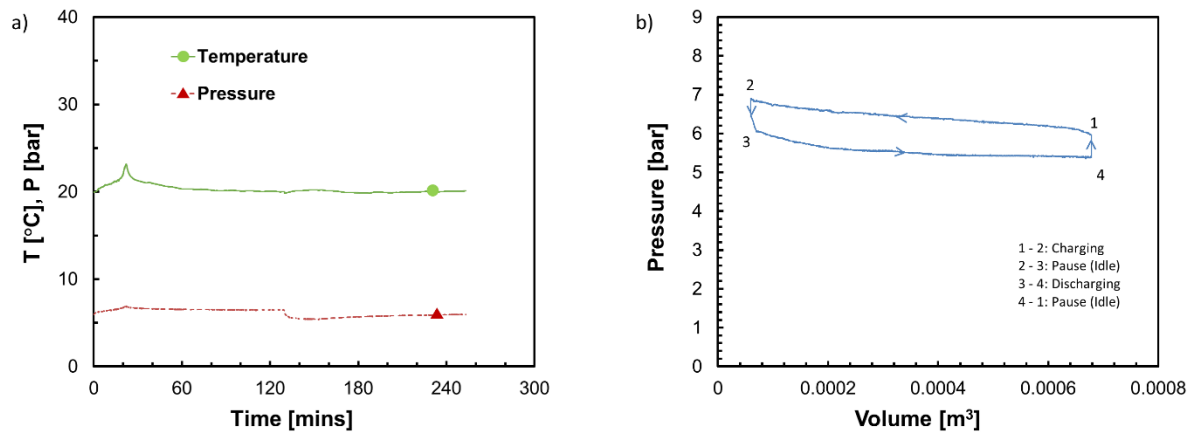 a)
40
30
20
10
0
T [°C], P [bar]
Temperature
Pressure
0 60 120 180 240 300
Time [mins]
b)
9
8
7
6
5
4
3
2
1
0
Pressure [bar]
2
3
1
4
1 - 2: Charging
2 - 3: Pause (Idle)
3 - 4: Discharging
4 - 1: Pause (Idle)
0 0.0002 0.0004 0.0006 0.0008
Volume [m³]